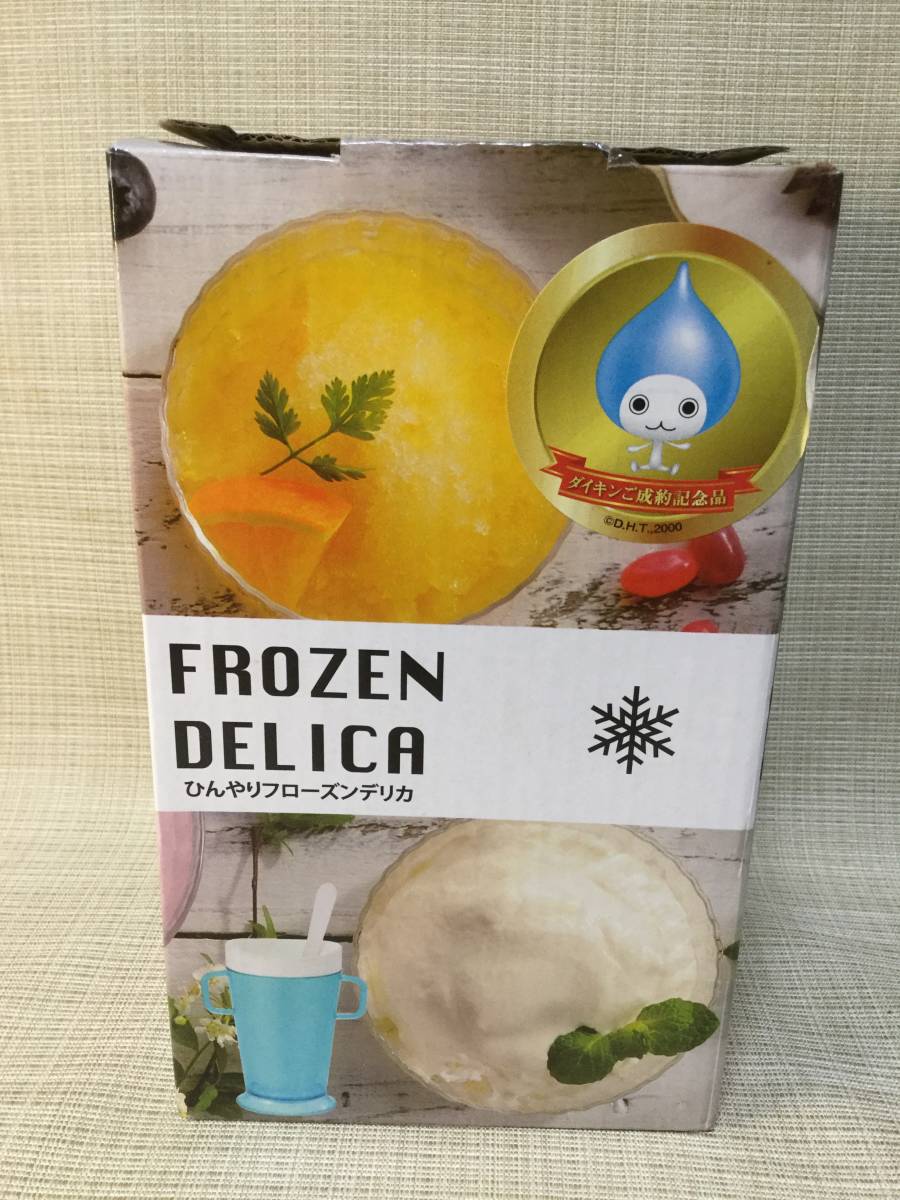 ダイキンご成約記念品
©D.H.T.,2000
FROZEN
DELICA
ひんやりフローズンデリカ